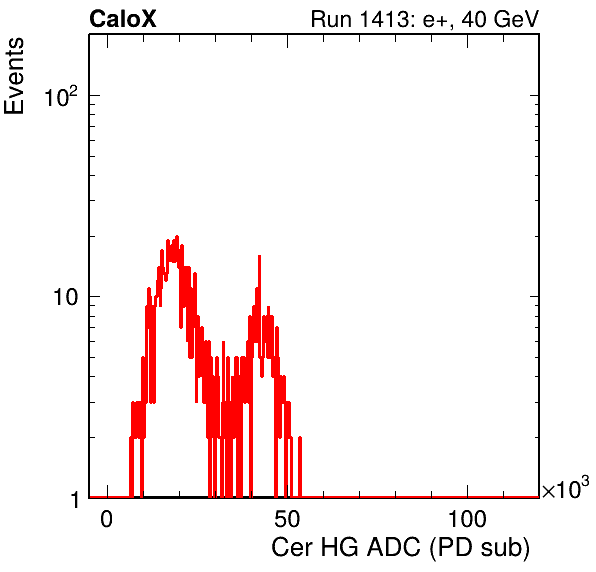 CaloX Run 1413: e+, 40 GeV
Events
10²
10
1
0 50 100 ×10³
Cer HG ADC (PD sub)